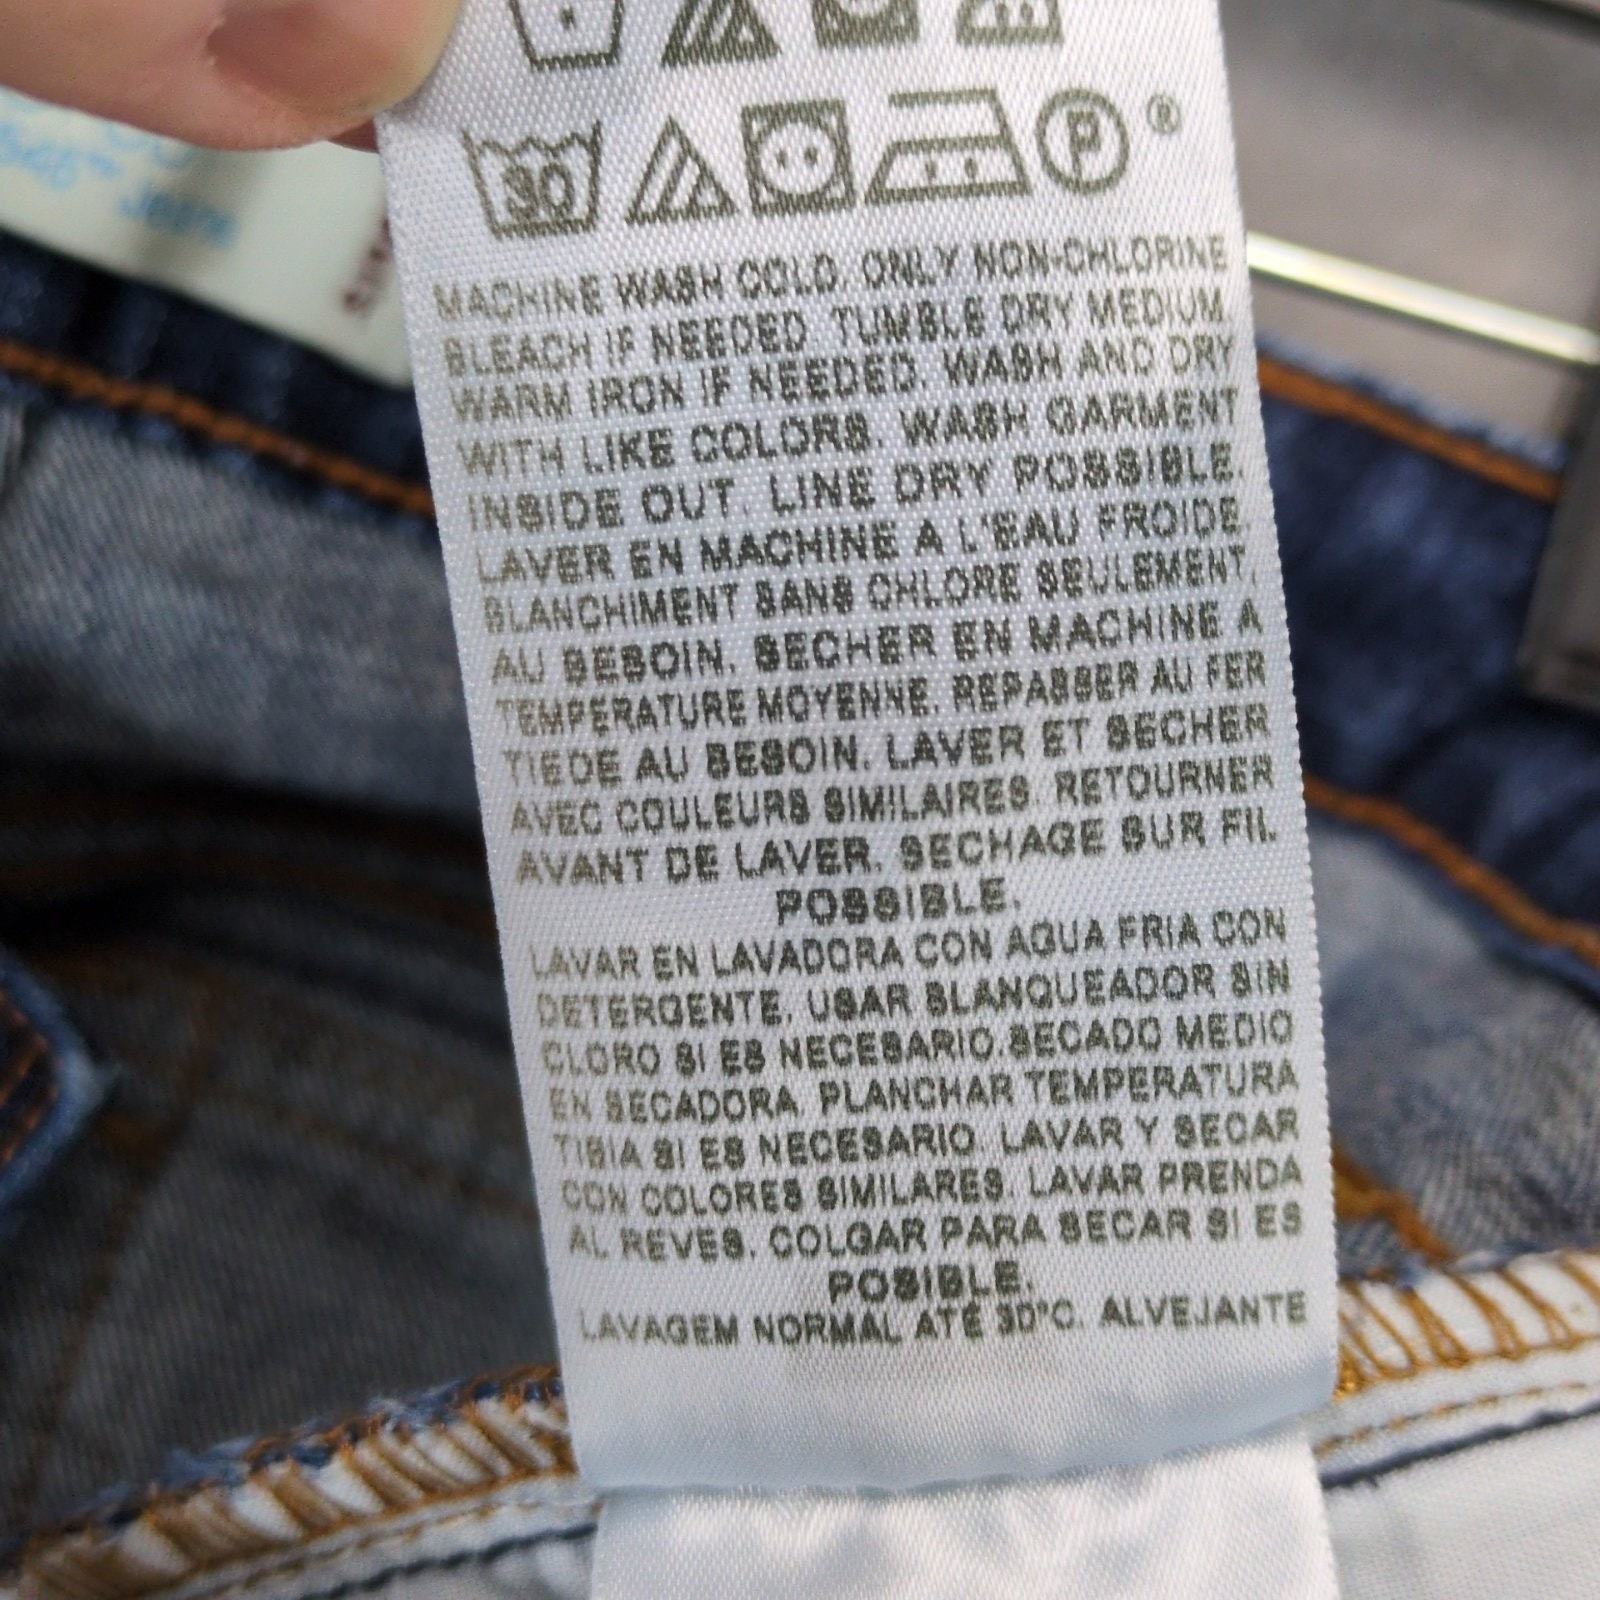 30
P ®
MACHINE WASH COLD. ONLY NON-CHLORINE
BLEACH IF NEEDED. TUMBLE DRY MEDIUM
WARM IRON IF NEEDED. WASH AND DRY
WITH LIKE COLORS. WASH GARMENT
INSIDE OUT. LINE DRY POSSIBLE.
LAVER EN MACHINE A L'EAU FROIDE.
BLANCHIMENT SANS CHLORE SEULEMENT,
AU BESOIN. SECHER EN MACHINE A
TEMPERATURE MOYENNE. REPASSER AU FER
TIEDE AU BESOIN. LAVER ET SECHER
AVEC COULEURS SIMILAIRES. RETOURNER
AVANT DE LAVER. SECHAGE SUR FIL
POSSIBLE.
LAVAR EN LAVADORA CON AGUA FRIA CON
DETERGENTE. USAR BLANQUEADOR SIN
CLORO SI ES NECESARIO.SECADO MEDIO
EN SECADORA. PLANCHAR TEMPERATURA
TIBIA SI ES NECESARIO. LAVAR Y SECAR
CON COLORES SIMILARES. LAVAR PRENDA
AL REVES. COLGAR PARA SECAR SI ES
POSIBLE.
LAVAGEM NORMAL ATÉ 30°C. ALVEJANTE